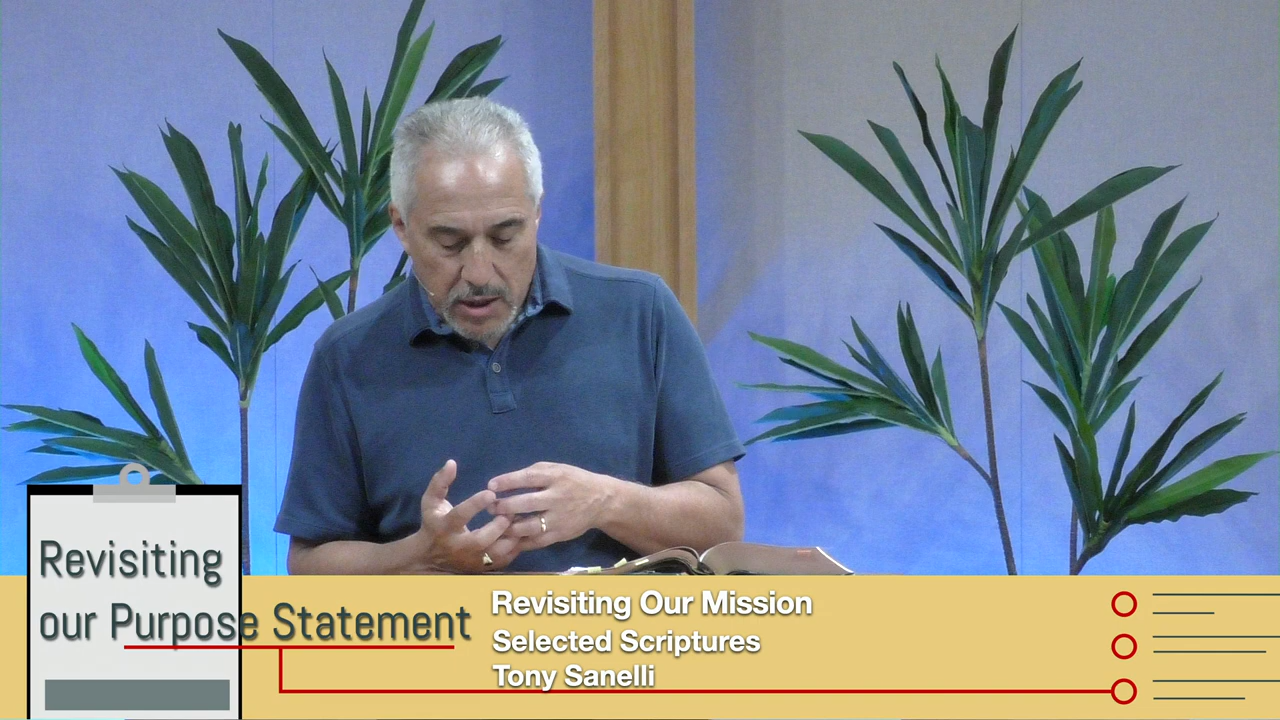 Revisiting
our Purpose Statement
Revisiting Our Mission
Selected Scriptures
Tony Sanelli